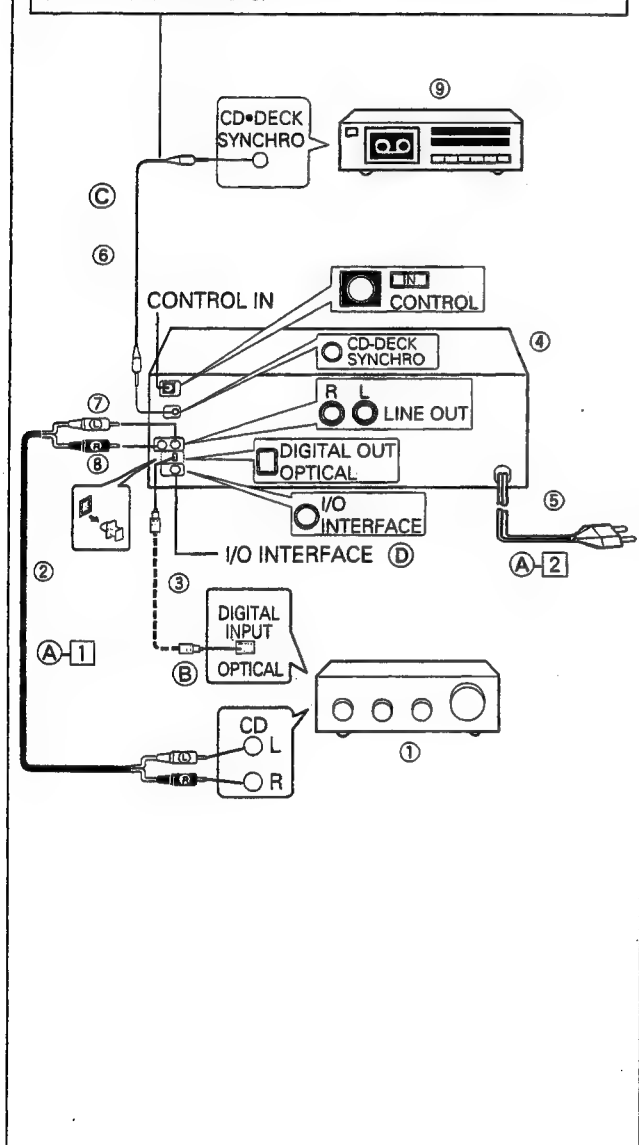 ⑨
CD•DECK
SYNCHRO
Ⓒ
⑥
CONTROL IN
IN
CONTROL
④
CD-DECK
SYNCHRO
R L
LINE OUT
⑦
L
R
⑧
DIGITAL OUT
OPTICAL
I/O
INTERFACE
⑤
I/O INTERFACE Ⓓ
Ⓐ-2
②
③
DIGITAL
INPUT
OPTICAL
Ⓐ-1
Ⓑ
CD
L
R
L
R
①